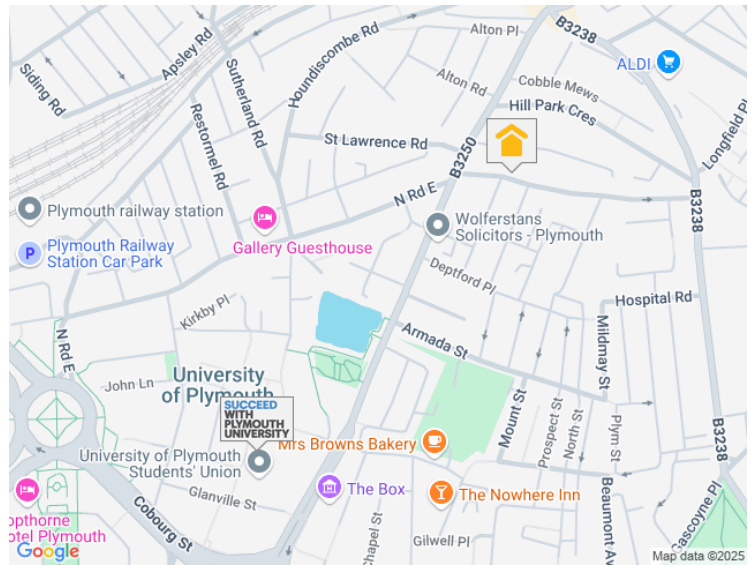 Alton Pl
B3238
Apsley Rd
Houndiscombe Rd
ALDI
Siding Rd
Sutherland Rd
Alton Rd
Cobble Mews
Hill Park Cres
Longfield Pl
Restormel Rd
St Lawrence Rd
B3250
N Rd E
B3238
Plymouth railway station
Gallery Guesthouse
Wolferstans
Solicitors - Plymouth
Plymouth Railway
Station Car Park
Deptford Pl
Kirkby Pl
Hospital Rd
N Rd E
Armada St
Mildmay St
John Ln
University
of Plymouth
SUCCEED
WITH
PLYMOUTH
UNIVERSITY
Mount St
Prospect St
North St
Plym St
B3238
Mrs Browns Bakery
University of Plymouth
Students' Union
The Box
The Nowhere Inn
Beaumont Av
Gascoyne Pl
Glanville St
Cobourg St
opthorne
otel Plymouth
Chapel St
Gilwell Pl
Google
Map data ©2025